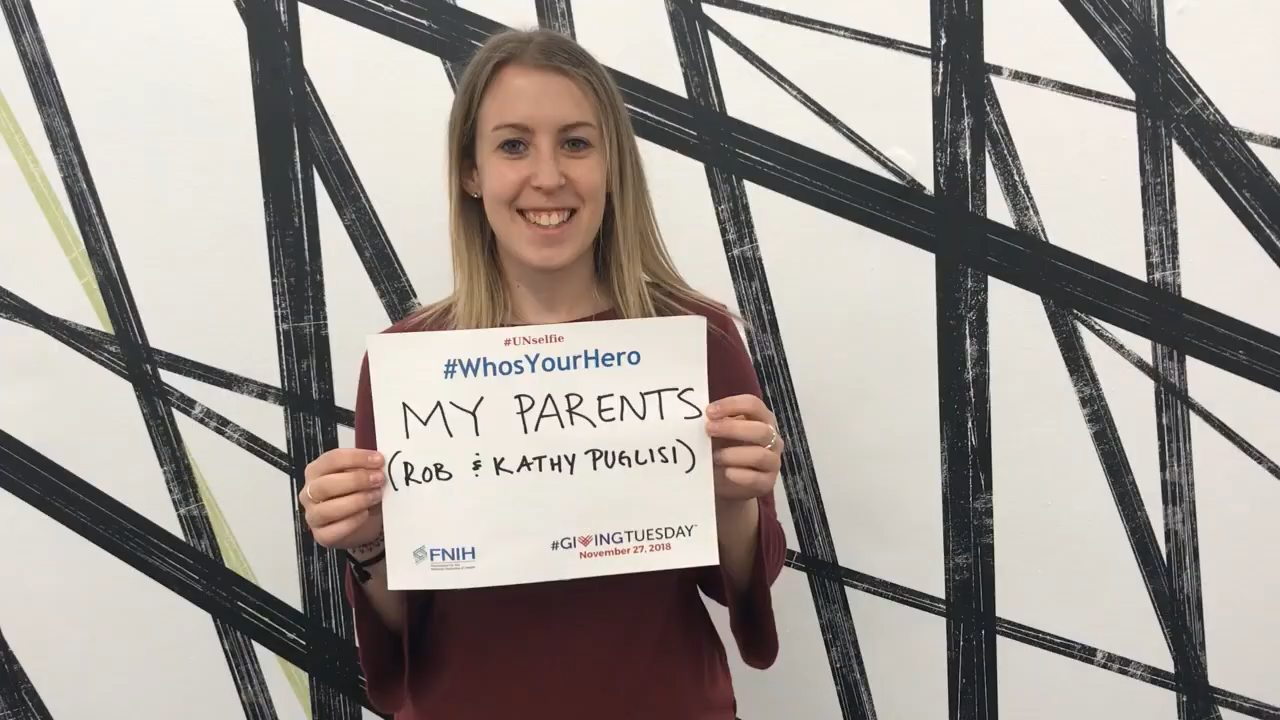 #UNselfie
#WhosYourHero
MY PARENTS
(ROB & KATHY PUGLISI)
FNIH
#GIVINGTUESDAY
November 27, 2018